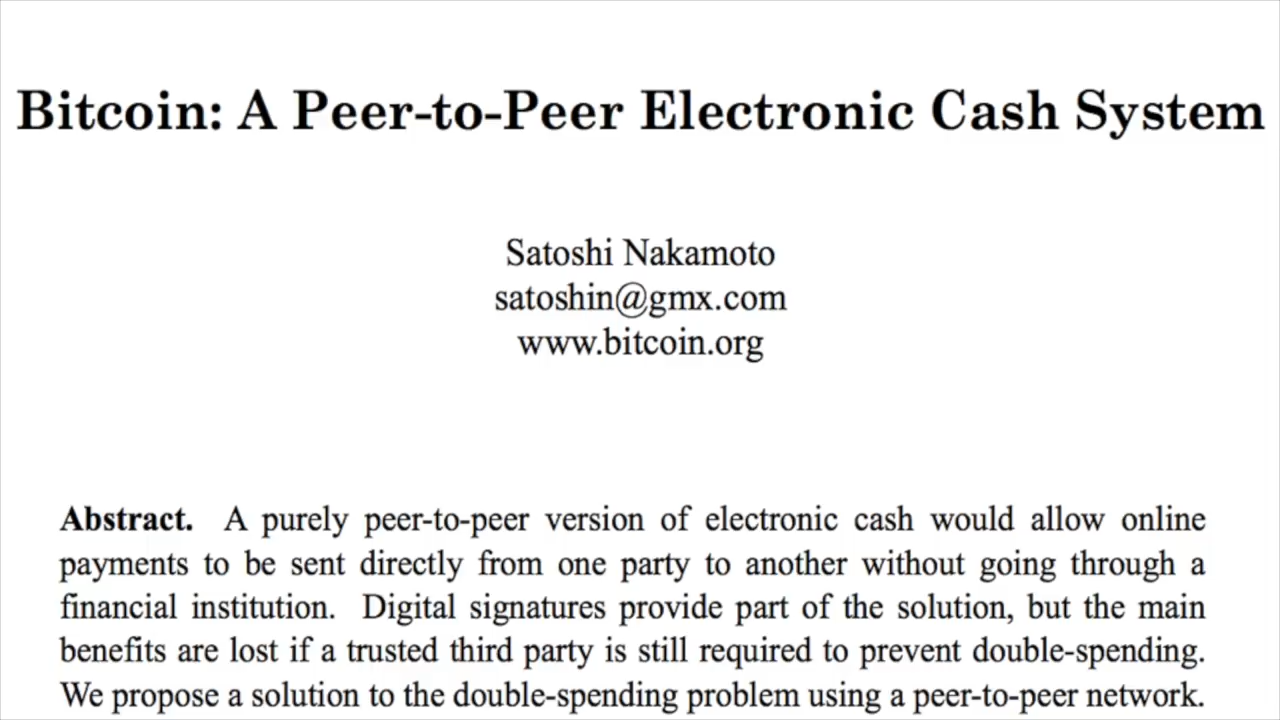 Bitcoin: A Peer-to-Peer Electronic Cash System
Satoshi Nakamoto
satoshin@gmx.com
www.bitcoin.org
Abstract. A purely peer-to-peer version of electronic cash would allow online
payments to be sent directly from one party to another without going through a
financial institution. Digital signatures provide part of the solution, but the main
benefits are lost if a trusted third party is still required to prevent double-spending.
We propose a solution to the double-spending problem using a peer-to-peer network.